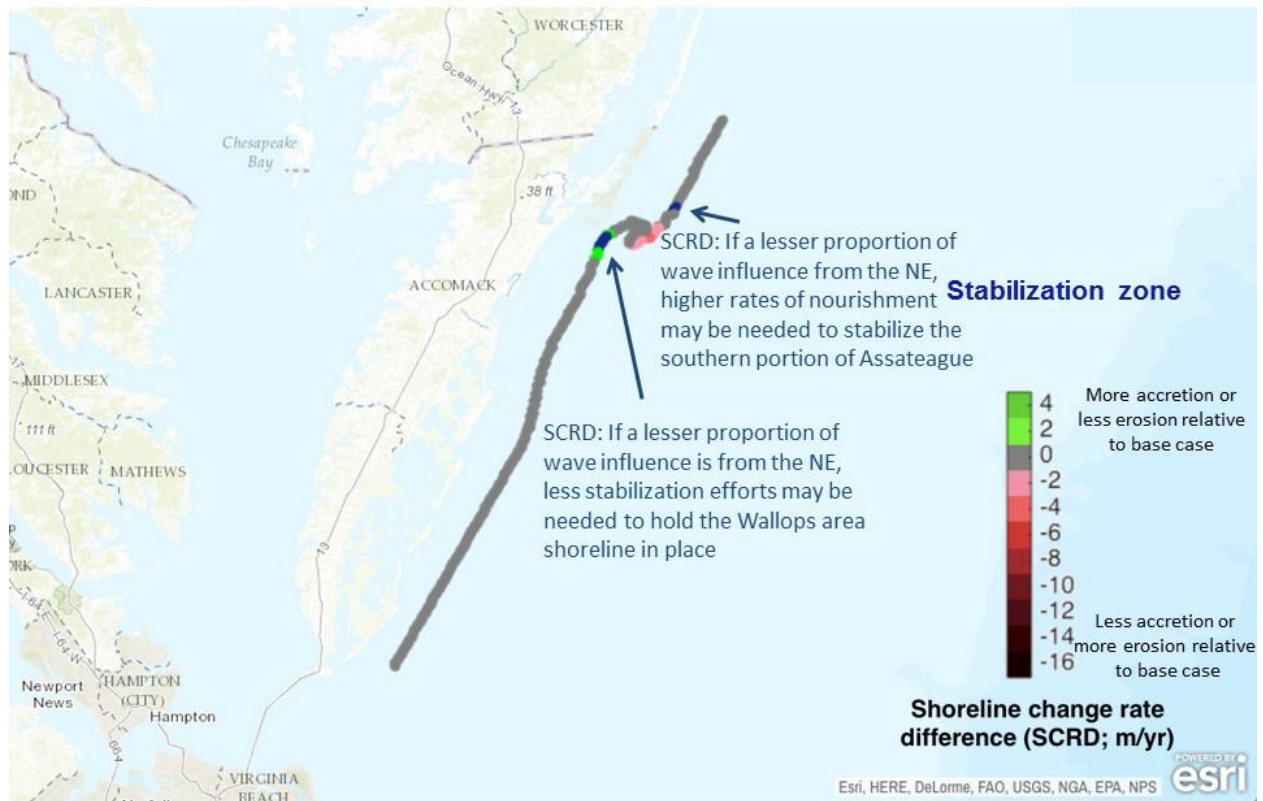 WORCESTER
Ocean Hwy
13
Chesapeake
Bay
38 ft
OND
SCRD: If a lesser proportion of
wave influence from the NE,
higher rates of nourishment
may be needed to stabilize the
southern portion of Assateague
Stabilization zone
LANCASTER
ACCOMACK
17
MIDDLESEX
111 ft
OUCESTER
MATHEWS
SCRD: If a lesser proportion of
wave influence is from the NE,
less stabilization efforts may be
needed to hold the Wallops area
shoreline in place
4
2
0
-2
-4
-6
-8
-10
-12
-14
-16
More accretion or
less erosion relative
to base case
Less accretion or
more erosion relative
to base case
Shoreline change rate
difference (SCRD; m/yr)
13
ORK
I-64 E
I-64 W
Newport
News
HAMPTON
(CITY)
Hampton
664
VIRGINIA
BEACH
Esri, HERE, DeLorme, FAO, USGS, NGA, EPA, NPS
POWERED BY
esri